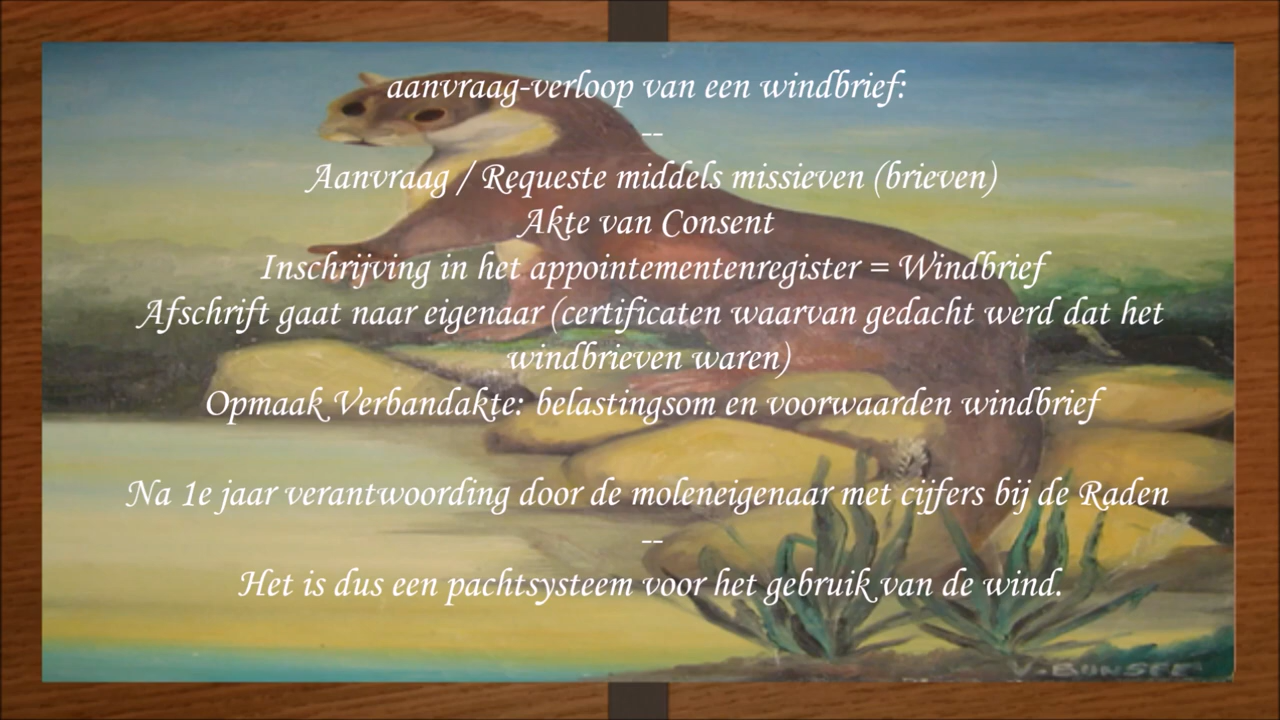 aanvraag-verloop van een windbrief:
--
Aanvraag / Requeste middels missieven (brieven)
Akte van Consent
Inschrijving in het appointementenregister = Windbrief
Afschrift gaat naar eigenaar (certificaten waarvan gedacht werd dat het
windbrieven waren)
Opmaak Verbandakte: belastingsom en voorwaarden windbrief
Na 1e jaar verantwoording door de moleneigenaar met cijfers bij de Raden
--
Het is dus een pachtsysteem voor het gebruik van de wind.